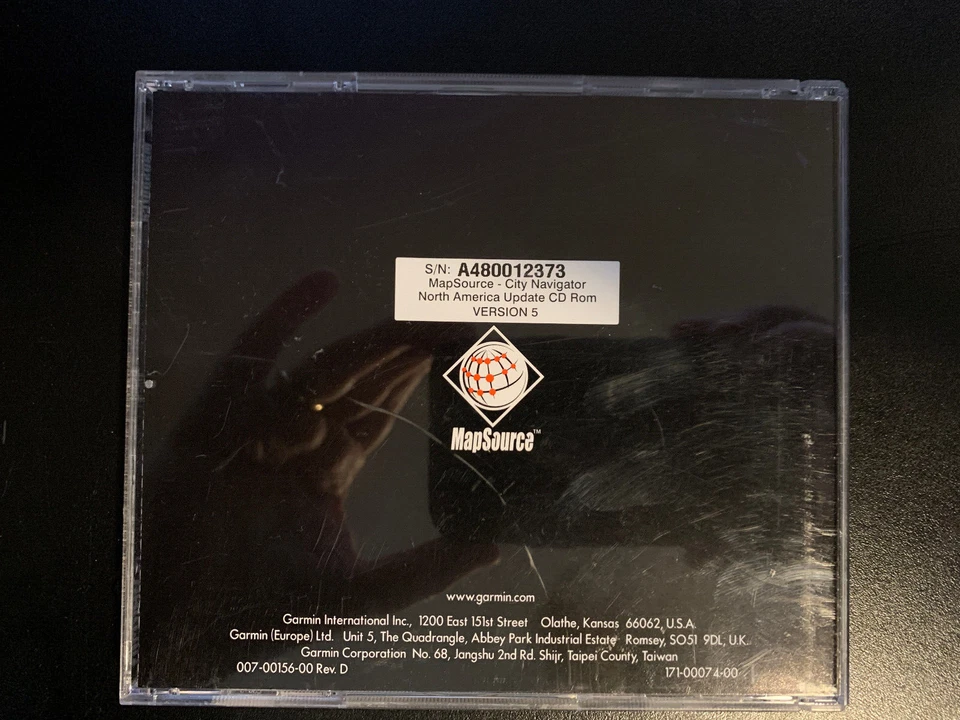 S/N: A480012373
MapSource - City Navigator
North America Update CD Rom
VERSION 5
MapSource™
www.garmin.com
Garmin International Inc., 1200 East 151st Street Olathe, Kansas 66062, U.S.A.
Garmin (Europe) Ltd. Unit 5, The Quadrangle, Abbey Park Industrial Estate Romsey, SO51 9DL, U.K.
Garmin Corporation No. 68, Jangshu 2nd Rd. Shijr, Taipei County, Taiwan
007-00156-00 Rev. D 171-00074-00